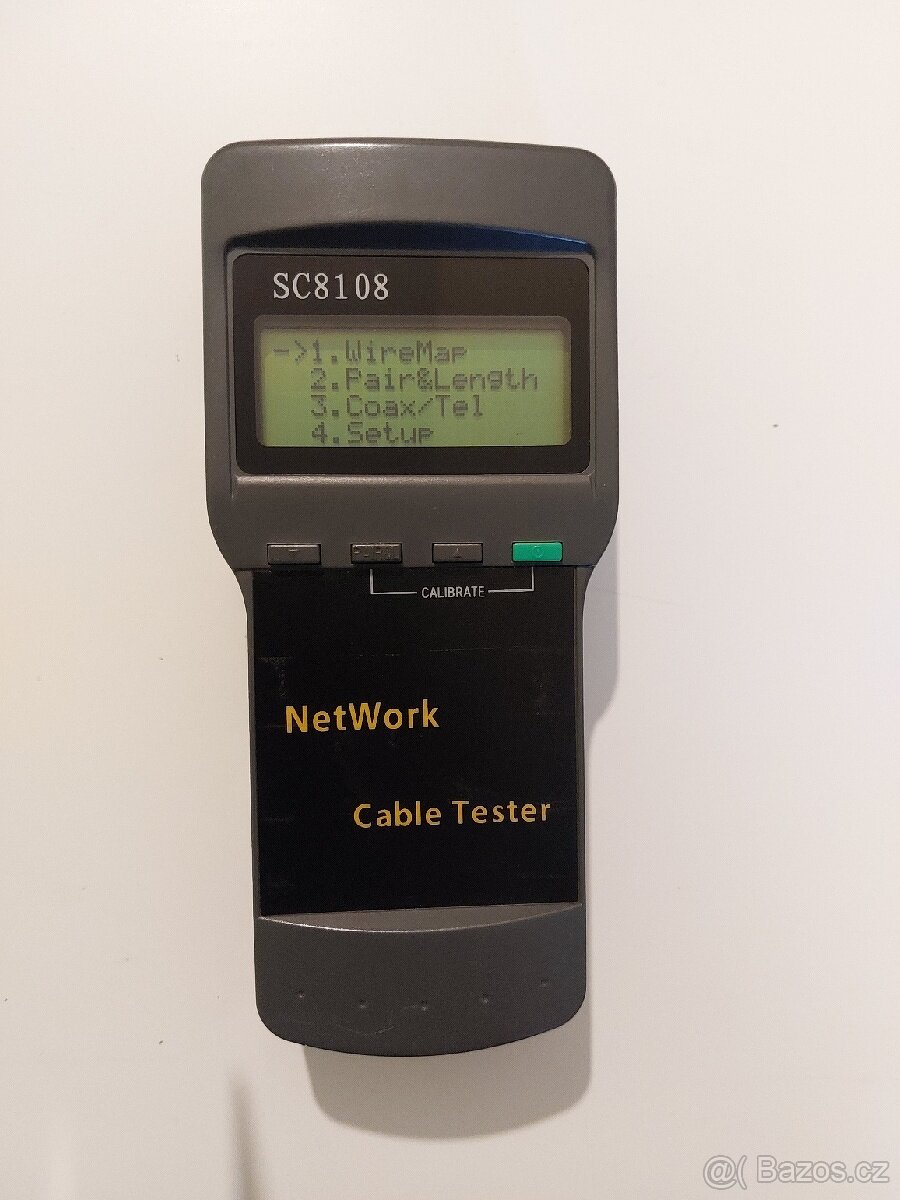 SC8108
->1.WireMap
2.Pair&Length
3.Coax/Tel
4.Setup
CALIBRATE
NetWork
Cable Tester
@( Bazos.cz